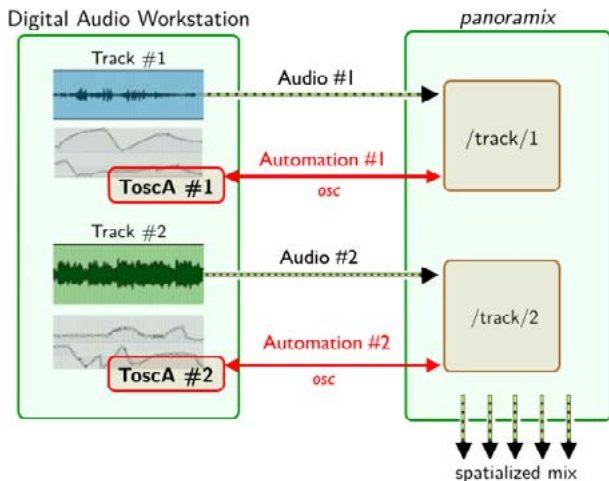 Digital Audio Workstation
panoramix
Track #1
Audio #1
/track/1
Automation #1
ToscA #1
osc
Track #2
Audio #2
/track/2
Automation #2
ToscA #2
osc
spatialized mix